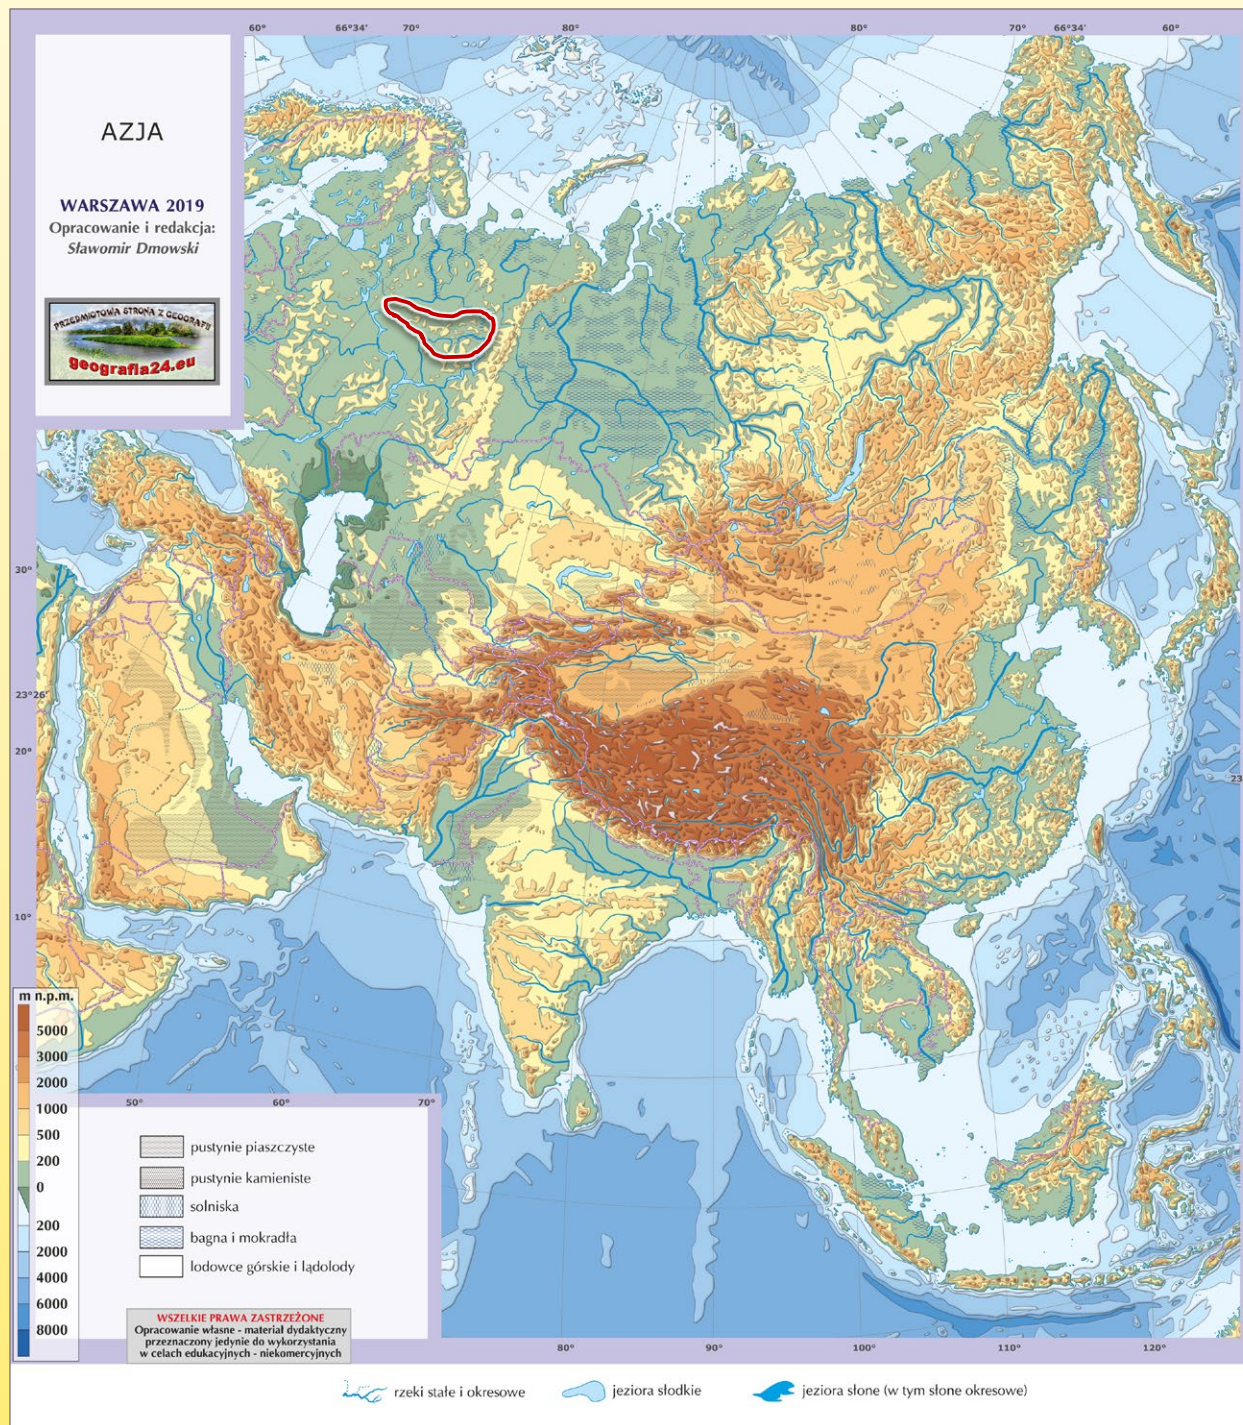 60° 66°34' 70° 80° 80° 70° 66°34' 60°
AZJA
WARSZAWA 2019
Opracowanie i redakcja:
Sławomir Dmowski
PRZEDMIOTOWA STRONA Z GEOGRAFII
geografia24.eu
30°
23°26'
20°
23
10°
m n.p.m.
5000
3000
2000
1000
500
200
0
200
2000
4000
6000
8000
50° 60° 70°
pustynie piaszczyste
pustynie kamieniste
solniska
bagna i mokradła
lodowce górskie i lądolody
WSZELKIE PRAWA ZASTRZEŻONE
Opracowanie własne - materiał dydaktyczny
przeznaczony jedynie do wykorzystania
w celach edukacyjnych - niekomercyjnych
80° 90° 100° 110° 120°
rzeki stałe i okresowe jeziora słodkie jeziora słone (w tym słone okresowe)